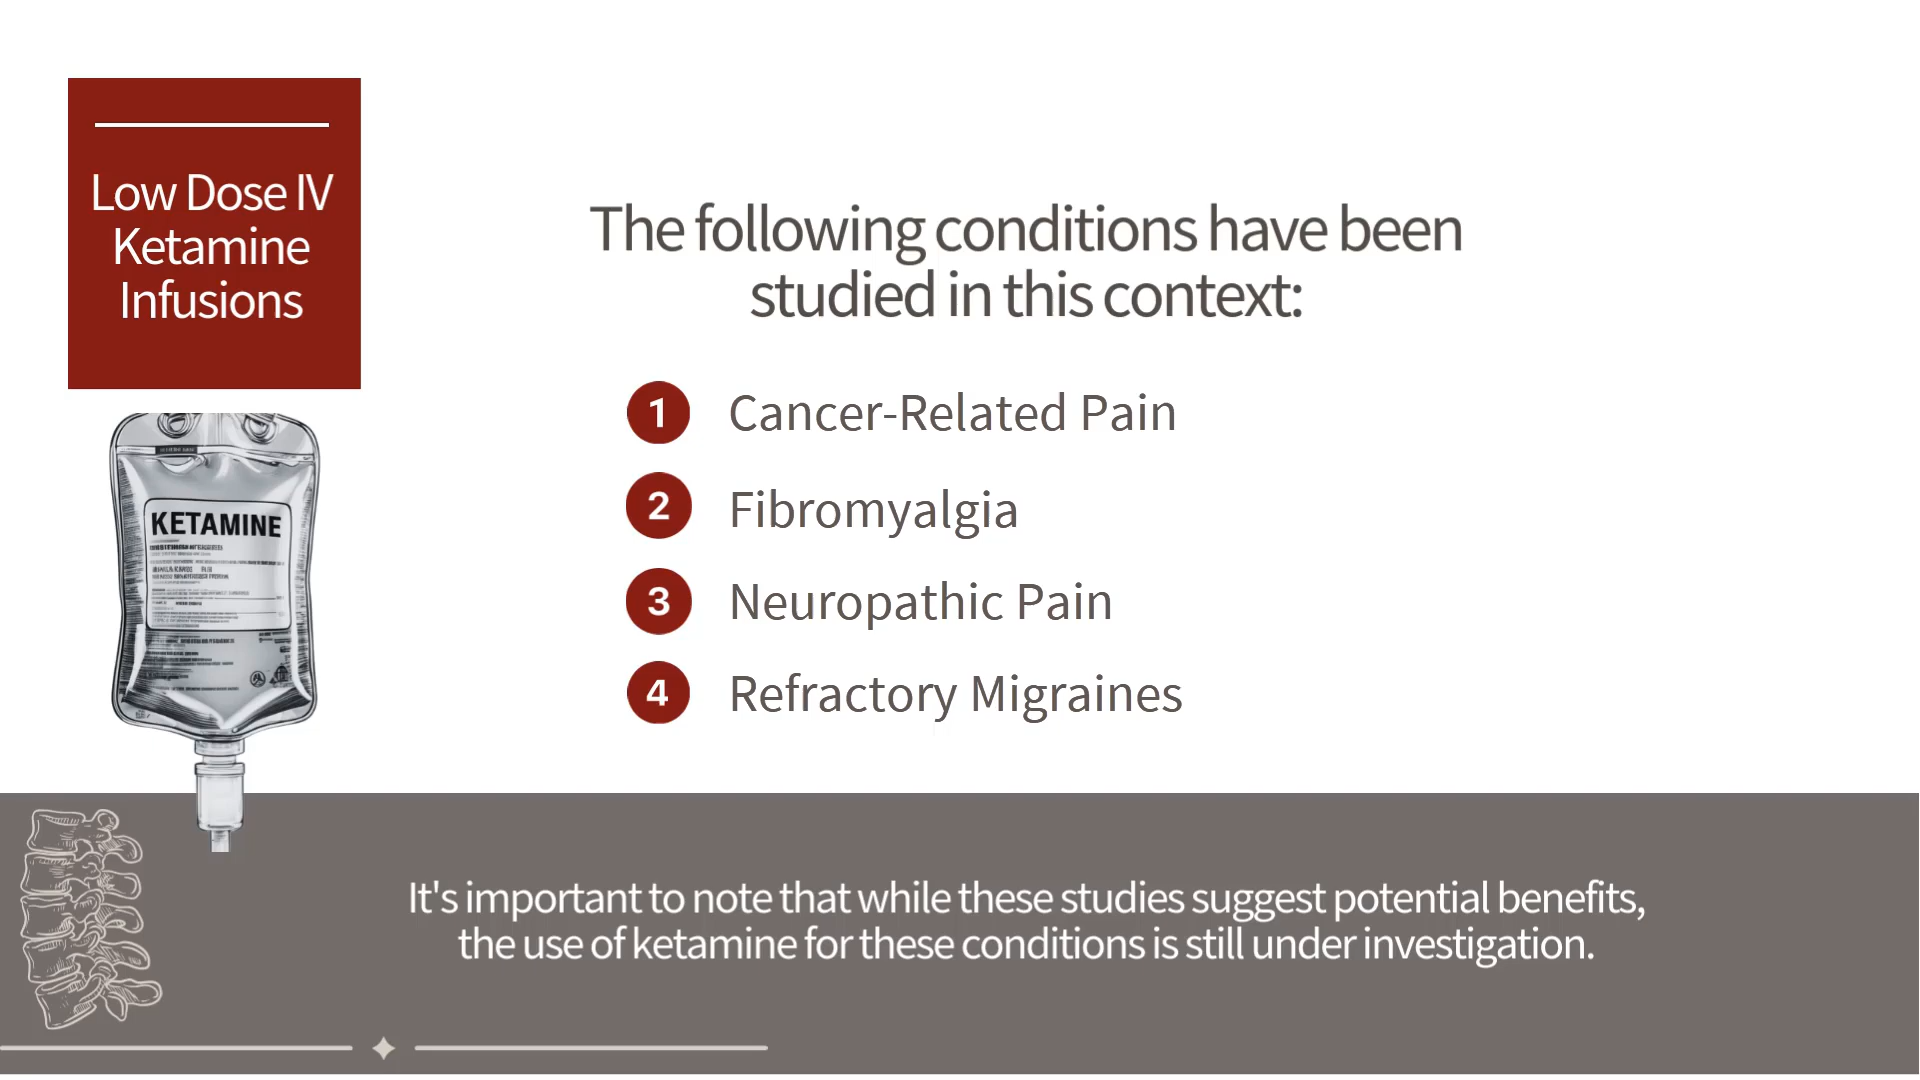 Low Dose IV
Ketamine
Infusions
The following conditions have been
studied in this context:
1 Cancer-Related Pain
2 Fibromyalgia
3 Neuropathic Pain
4 Refractory Migraines
KETAMINE
It's important to note that while these studies suggest potential benefits,
the use of ketamine for these conditions is still under investigation.